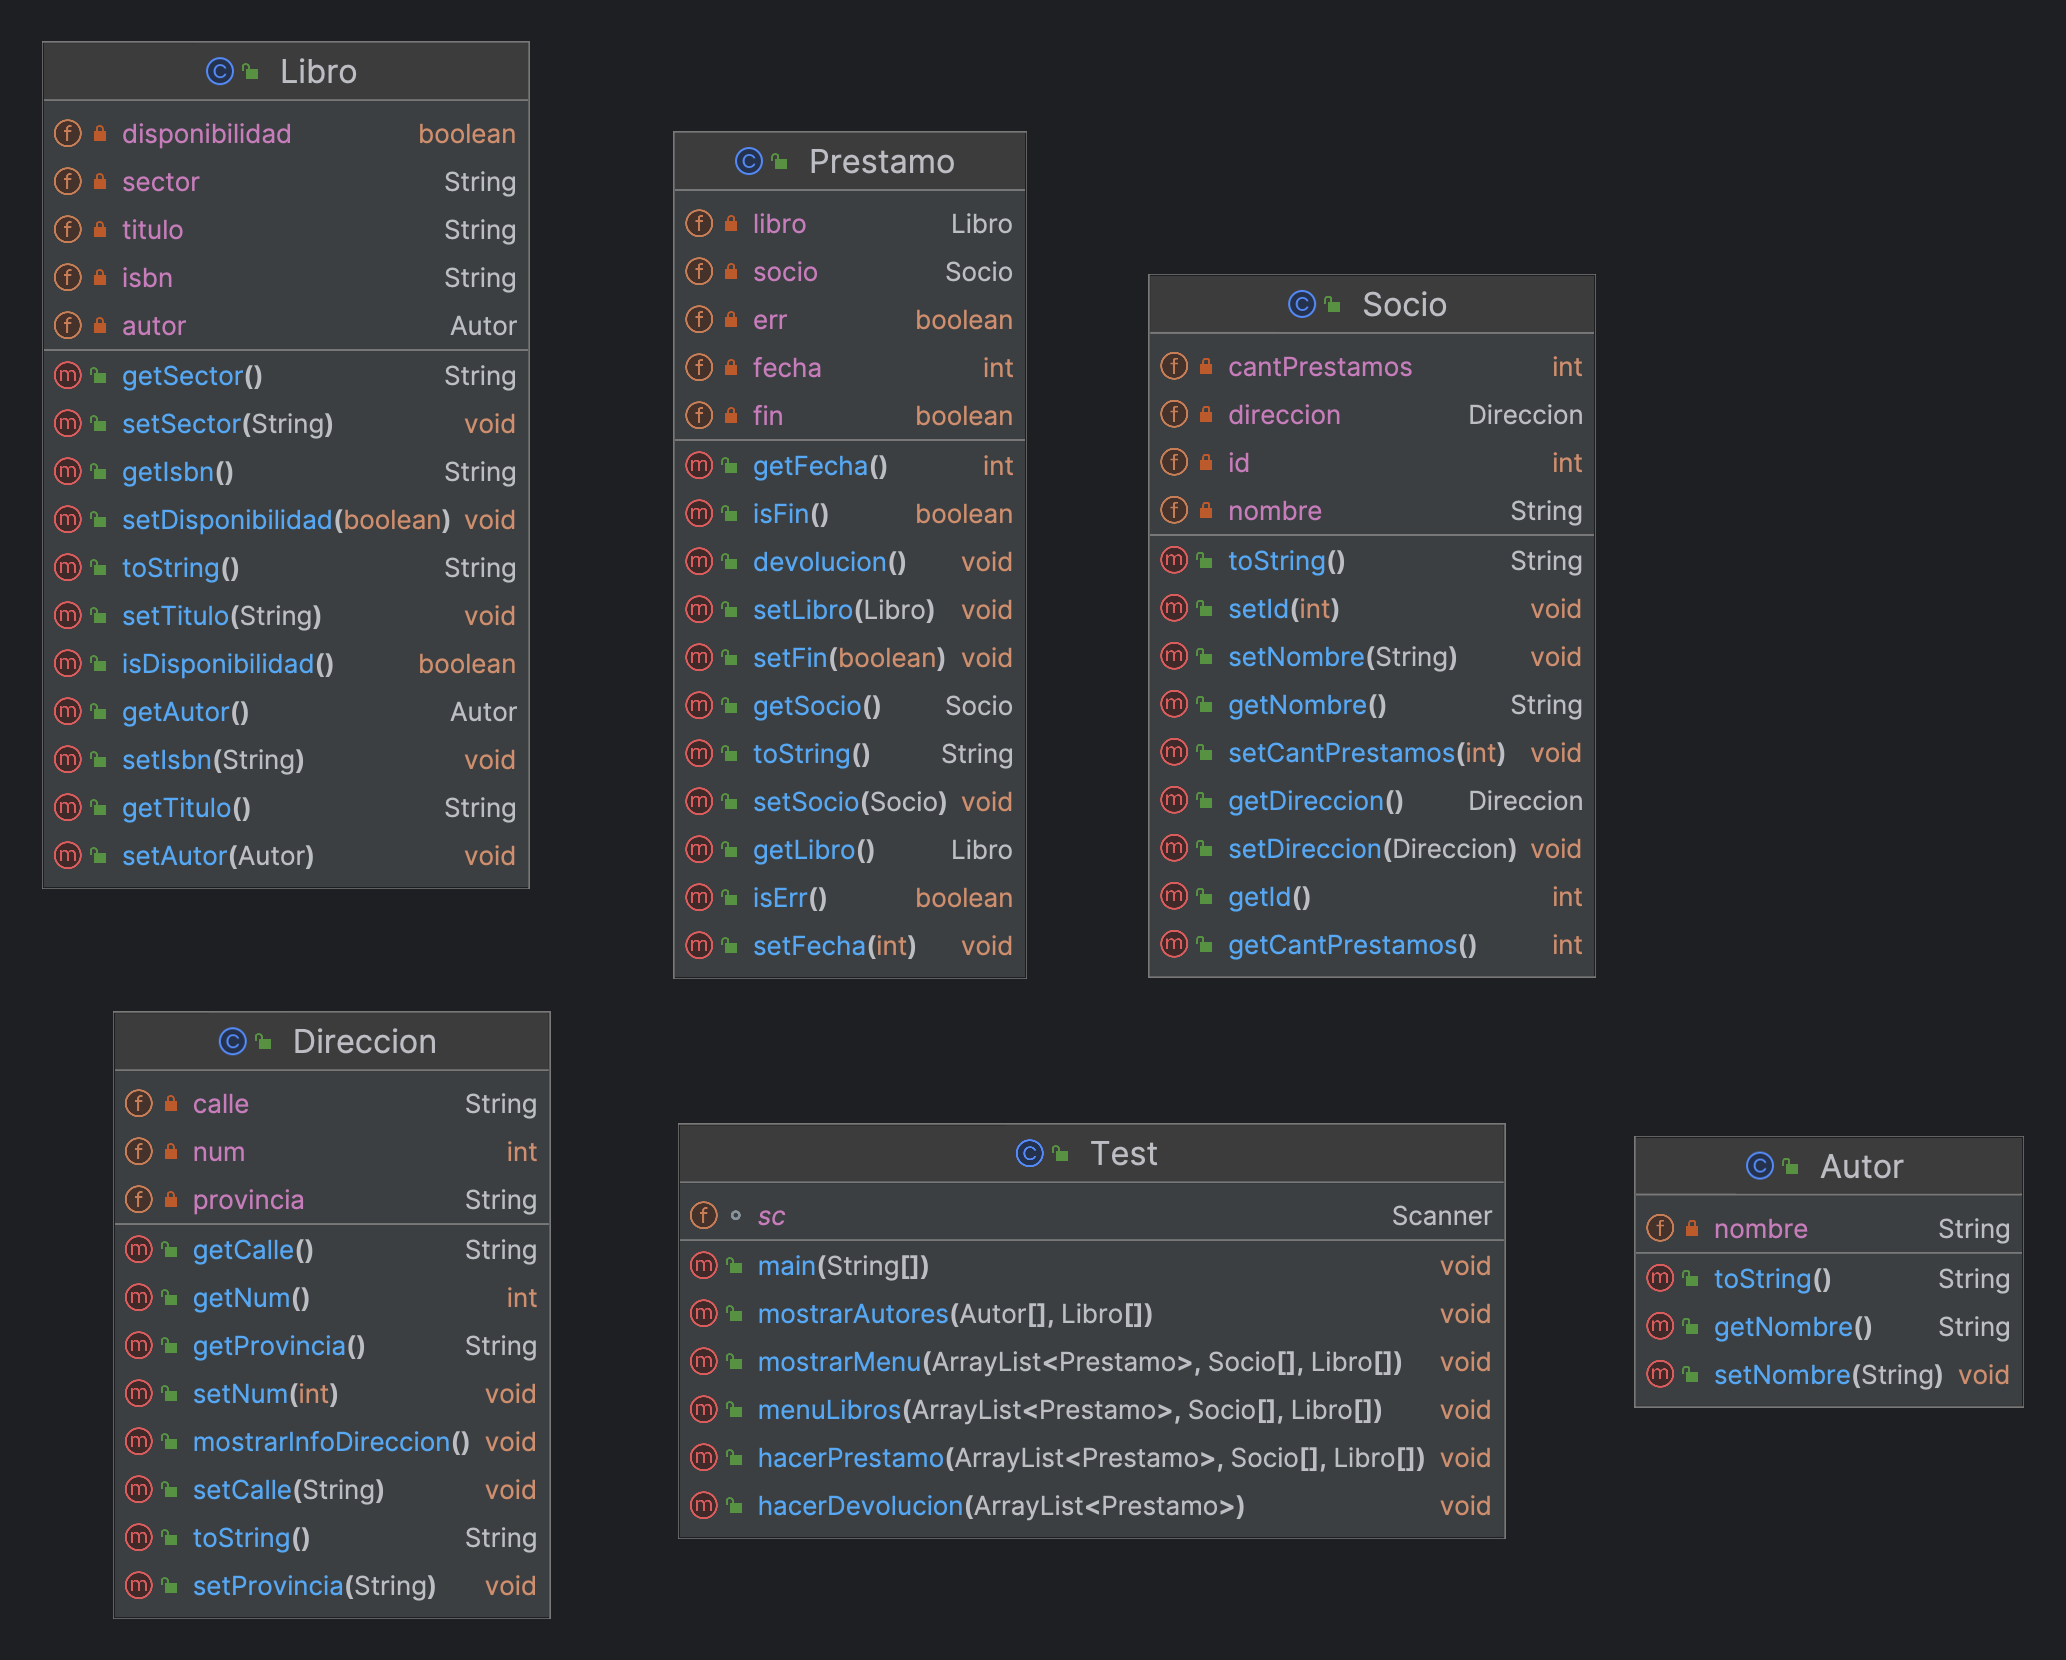 Libro
disponibilidad boolean
sector String
titulo String
isbn String
autor Autor
getSector() String
setSector(String) void
getIsbn() String
setDisponibilidad(boolean) void
toString() String
setTitulo(String) void
isDisponibilidad() boolean
getAutor() Autor
setIsbn(String) void
getTitulo() String
setAutor(Autor) void
Prestamo
libro Libro
socio Socio
err boolean
fecha int
fin boolean
getFecha() int
isFin() boolean
devolucion() void
setLibro(Libro) void
setFin(boolean) void
getSocio() Socio
toString() String
setSocio(Socio) void
getLibro() Libro
isErr() boolean
setFecha(int) void
Socio
cantPrestamos int
direccion Direccion
id int
nombre String
toString() String
setId(int) void
setNombre(String) void
getNombre() String
setCantPrestamos(int) void
getDireccion() Direccion
setDireccion(Direccion) void
getId() int
getCantPrestamos() int
Direccion
calle String
num int
provincia String
getCalle() String
getNum() int
getProvincia() String
setNum(int) void
mostrarInfoDireccion() void
setCalle(String) void
toString() String
setProvincia(String) void
Test
sc Scanner
main(String[]) void
mostrarAutores(Autor[], Libro[]) void
mostrarMenu(ArrayList<Prestamo>, Socio[], Libro[]) void
menuLibros(ArrayList<Prestamo>, Socio[], Libro[]) void
hacerPrestamo(ArrayList<Prestamo>, Socio[], Libro[]) void
hacerDevolucion(ArrayList<Prestamo>) void
Autor
nombre String
toString() String
getNombre() String
setNombre(String) void